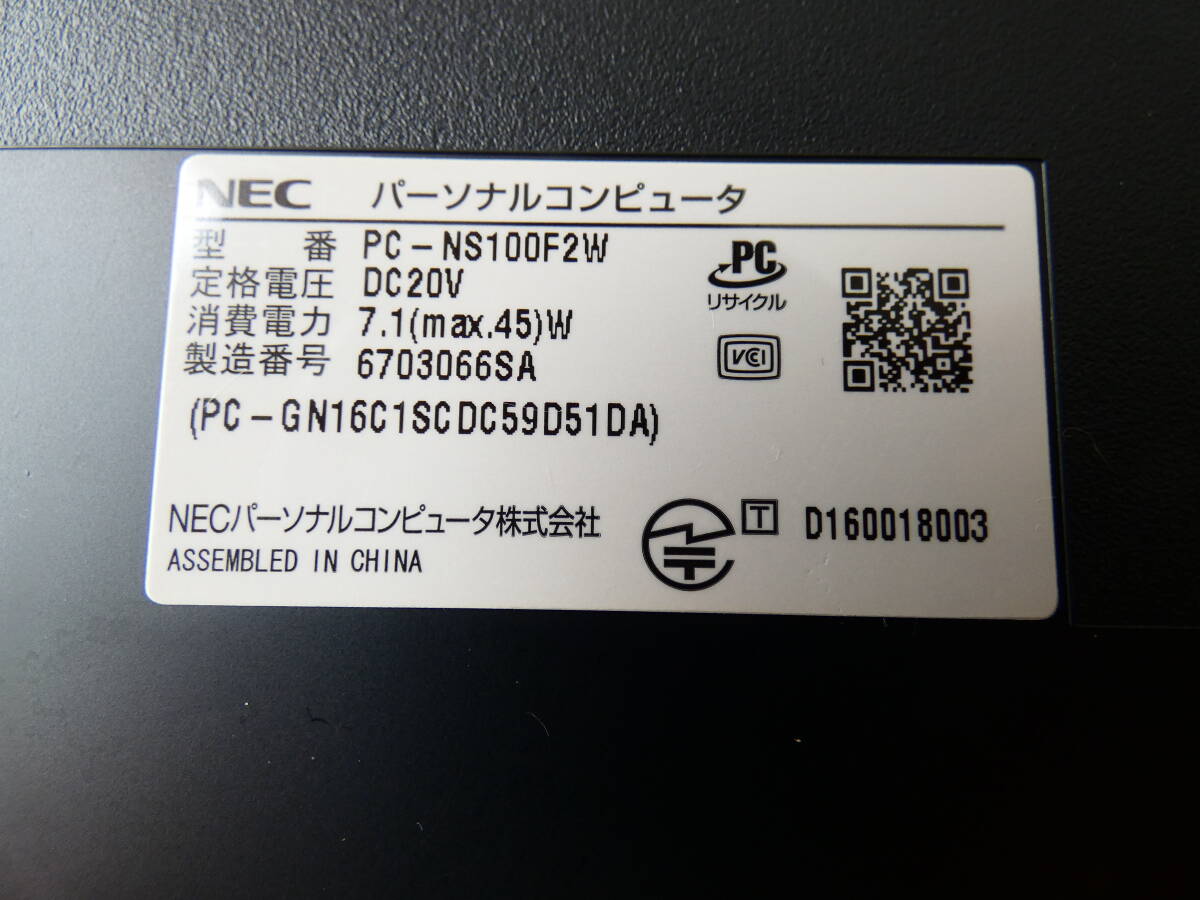 NEC パーソナルコンピュータ
型 番 PC-NS100F2W
定格電圧 DC20V
消費電力 7.1(max.45)W
製造番号 6703066SA
(PC-GN16C1SCDC59D51DA)
PC
リサイクル
VCI
NECパーソナルコンピュータ株式会社
ASSEMBLED IN CHINA
T D160018003